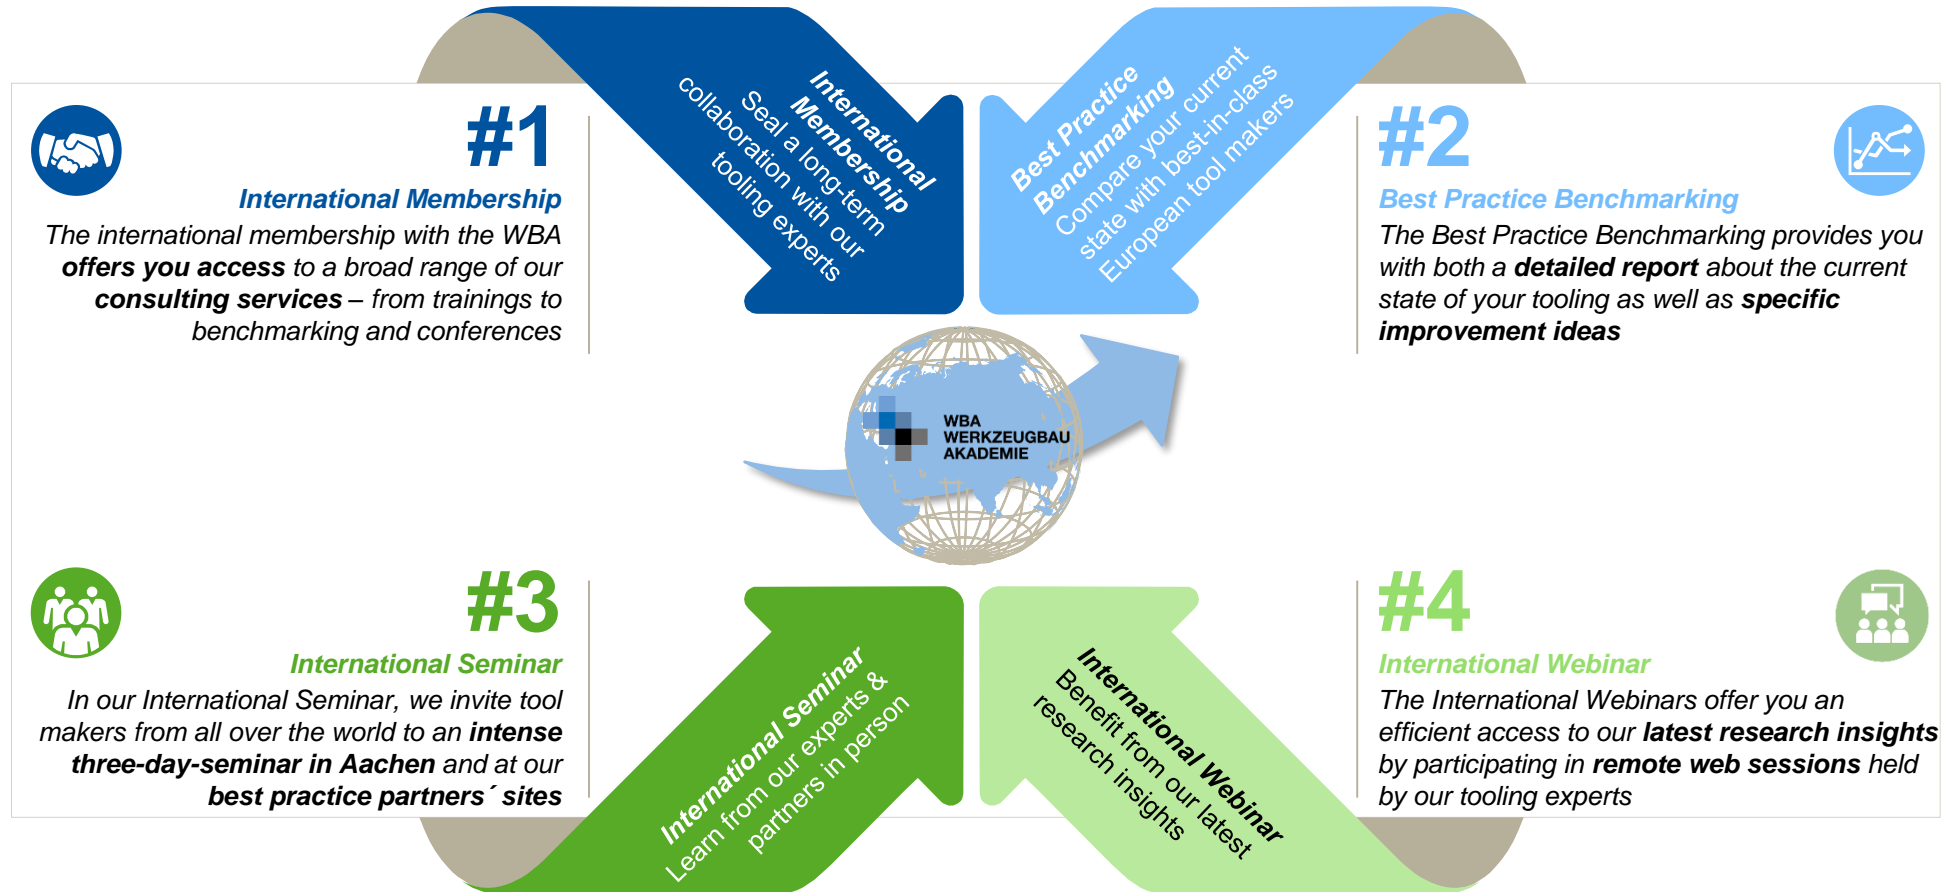 #1
International Membership
The international membership with the WBA
offers you access to a broad range of our
consulting services – from trainings to
benchmarking and conferences
International
Membership
Seal a long-term
collaboration with our
tooling experts
Best Practice
Benchmarking
Compare your current
state with best-in-class
European tool makers
#2
Best Practice Benchmarking
The Best Practice Benchmarking provides you
with both a detailed report about the current
state of your tooling as well as specific
improvement ideas
WBA
WERKZEUGBAU
AKADEMIE
#3
International Seminar
In our International Seminar, we invite tool
makers from all over the world to an intense
three-day-seminar in Aachen and at our
best practice partners´ sites
International Seminar
Learn from our experts &
partners in person
International Webinar
Benefit from our latest
research insights
#4
International Webinar
The International Webinars offer you an
efficient access to our latest research insights
by participating in remote web sessions held
by our tooling experts